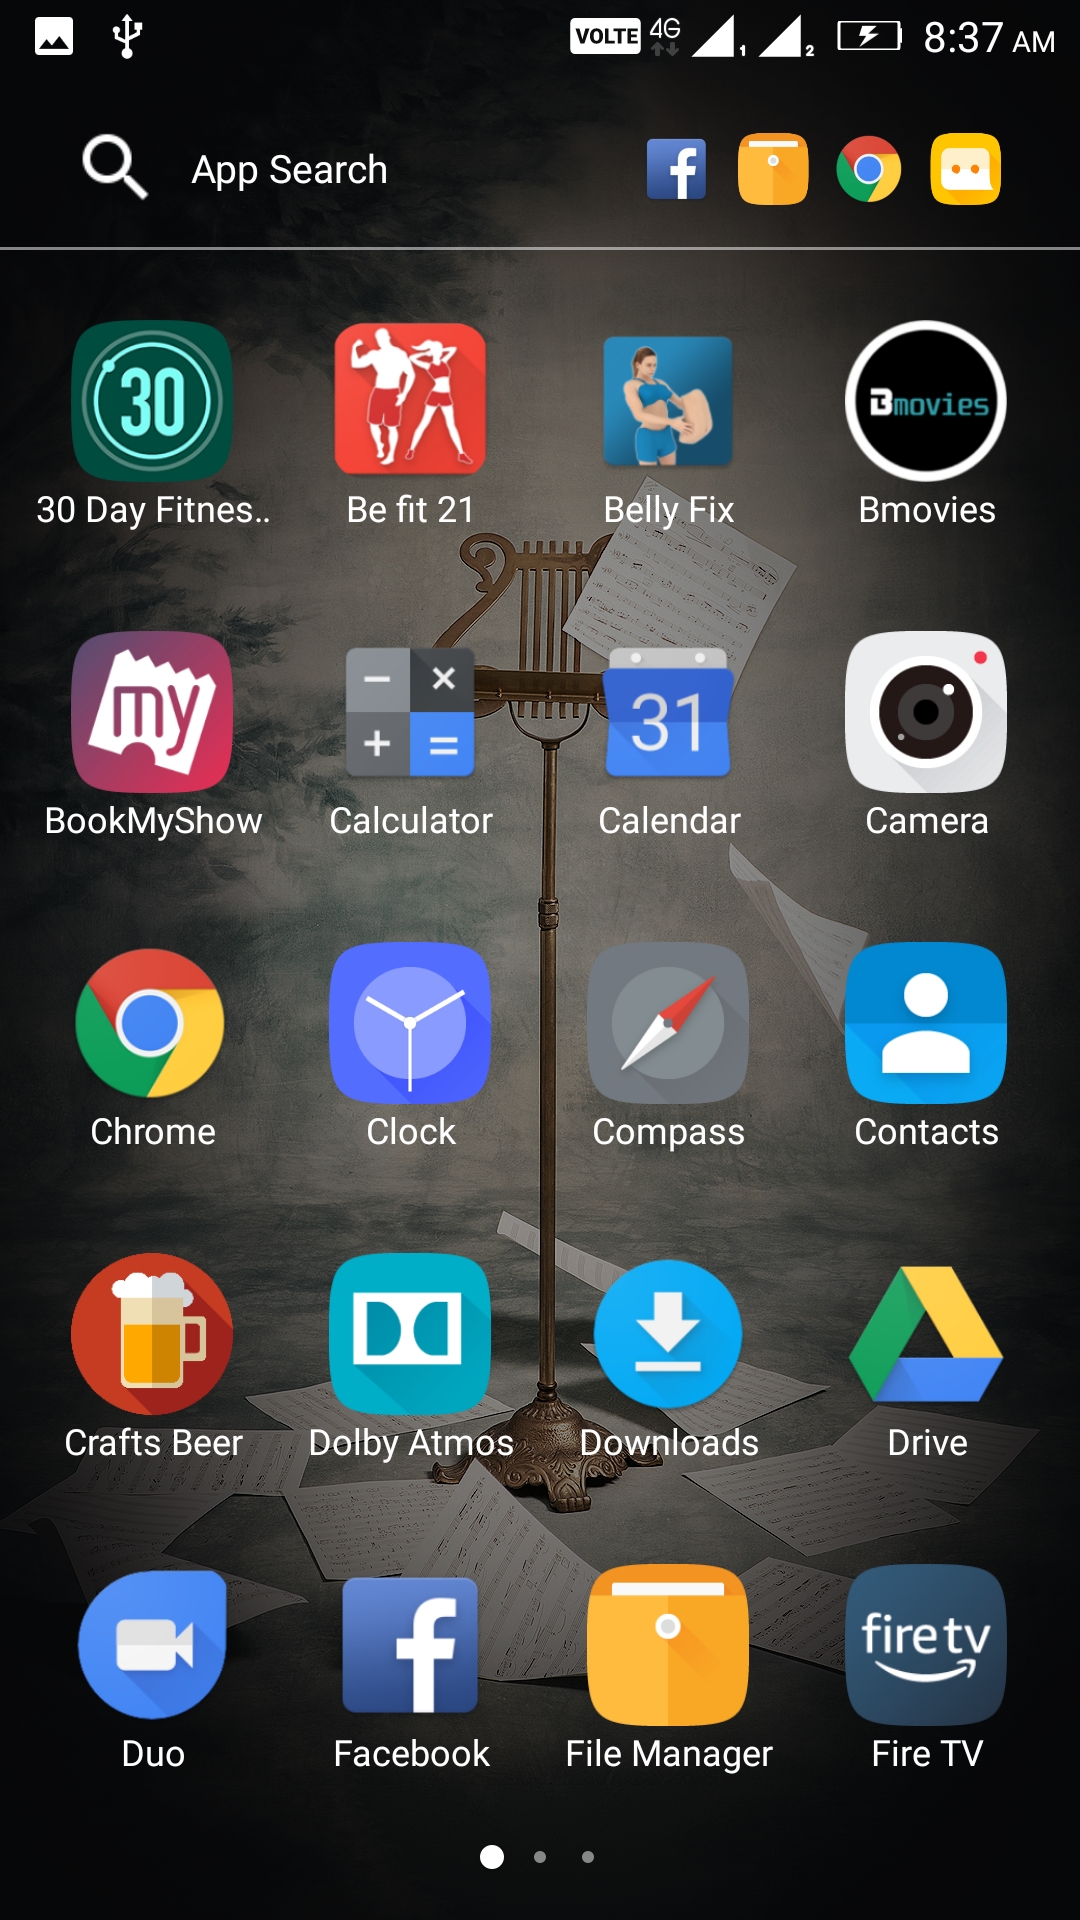 VOLTE 4G 1 2 8:37 AM
App Search
30
Bmovies
30 Day Fitnes.. Be fit 21 Belly Fix Bmovies
my 31
BookMyShow Calculator Calendar Camera
Chrome Clock Compass Contacts
Crafts Beer Dolby Atmos Downloads Drive
fire tv
Duo Facebook File Manager Fire TV